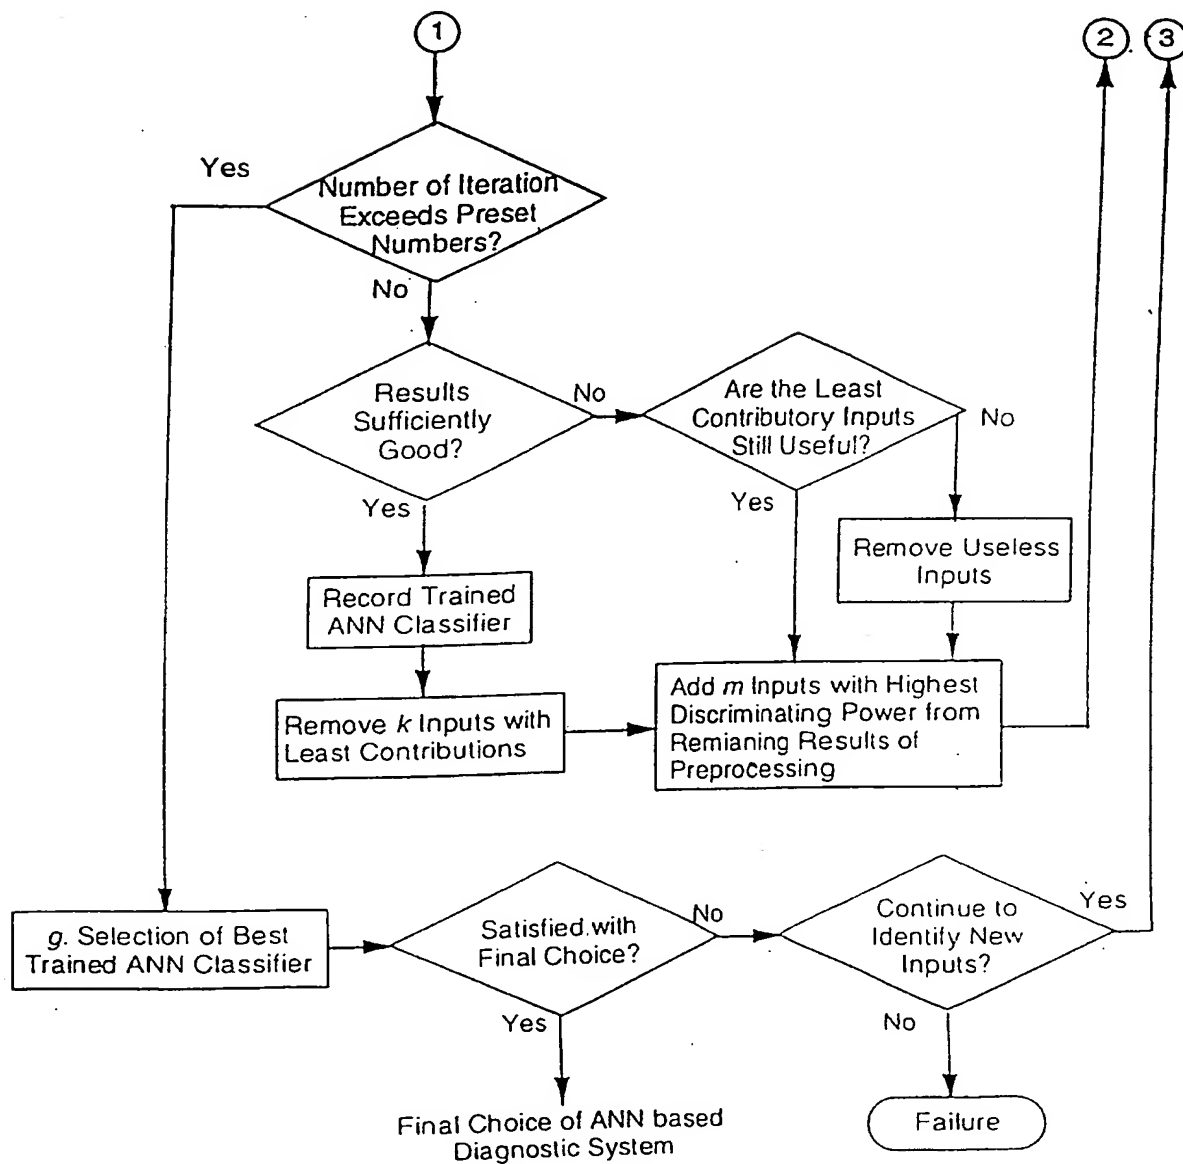 1
2
3
Yes
Number of Iteration
Exceeds Preset
Numbers?
No
Results
Sufficiently
Good?
No
Are the Least
Contributory Inputs
Still Useful?
No
Yes
Yes
Remove Useless
Inputs
Record Trained
ANN Classifier
Remove k Inputs with
Least Contributions
Add m Inputs with Highest
Discriminating Power from
Remianing Results of
Preprocessing
g. Selection of Best
Trained ANN Classifier
Satisfied with
Final Choice?
No
Continue to
Identify New
Inputs?
Yes
Yes
No
Final Choice of ANN based
Diagnostic System
Failure